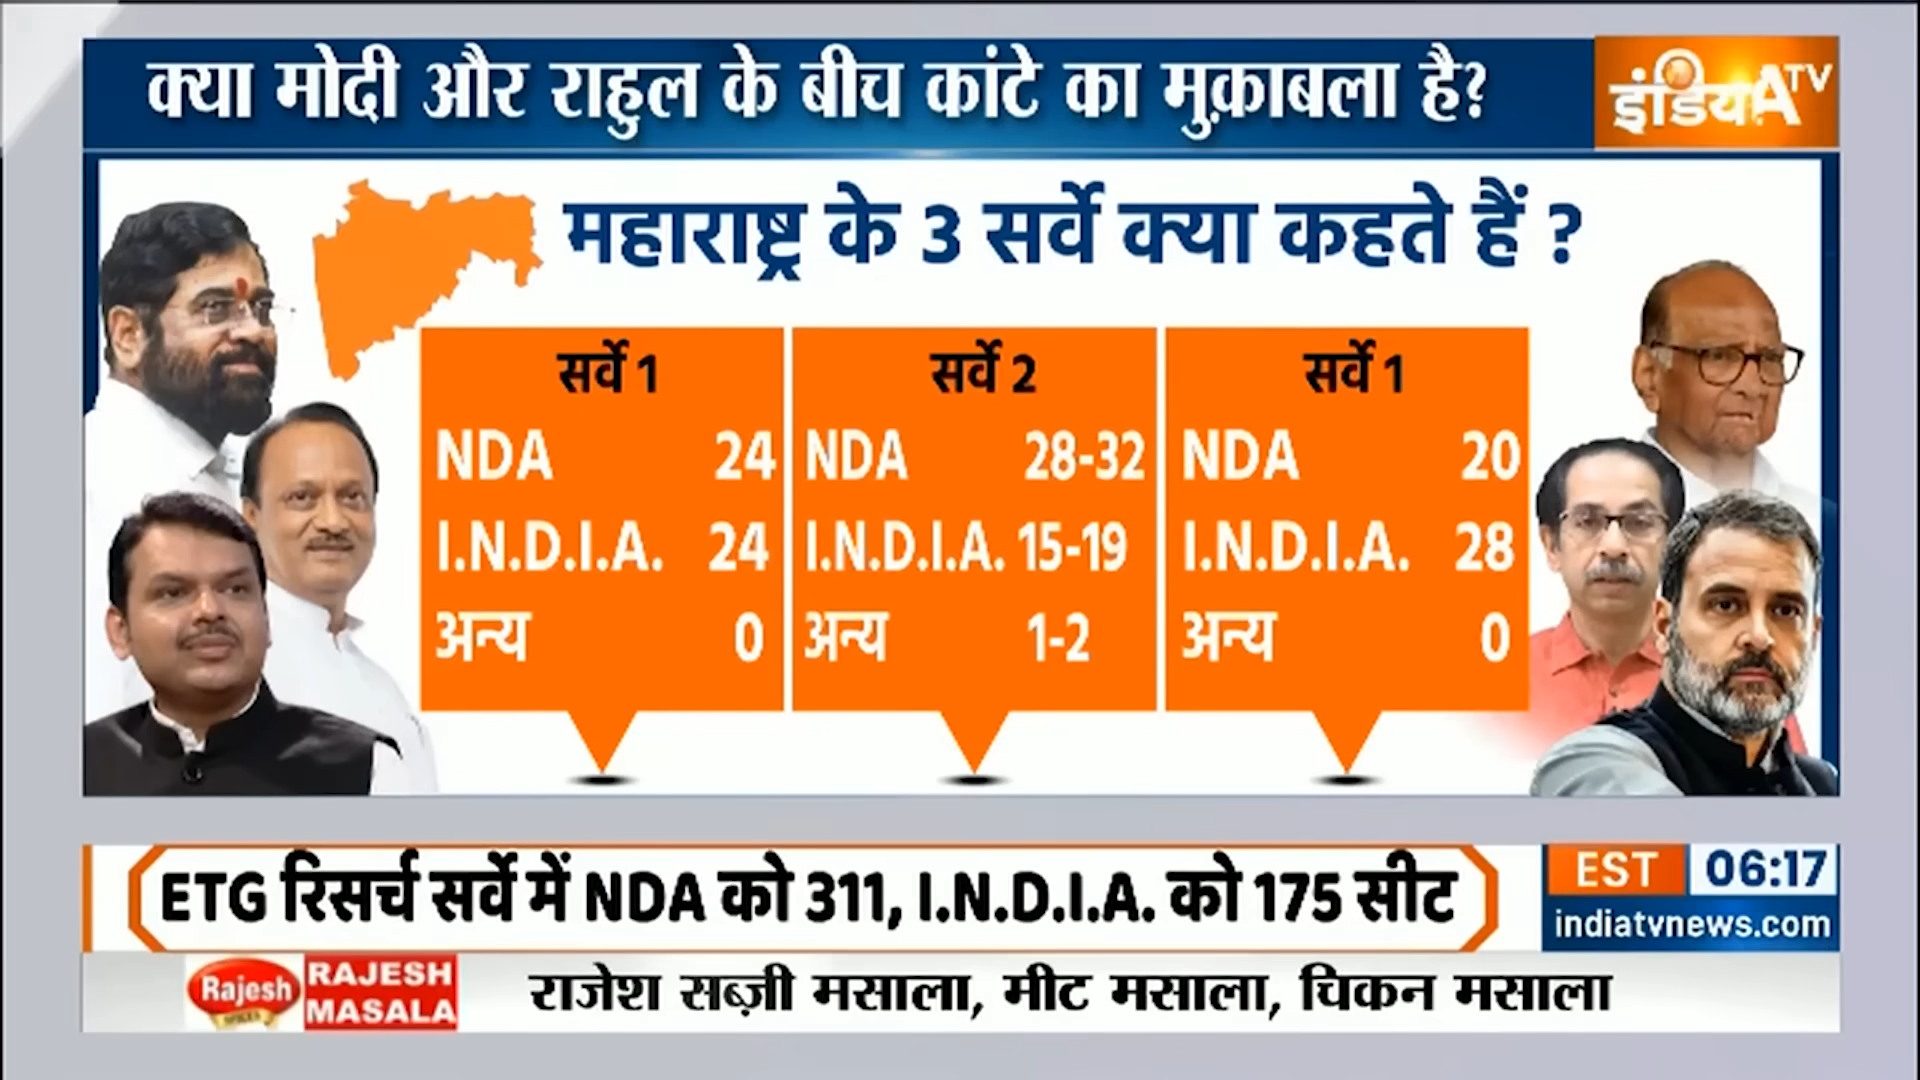 क्या मोदी और राहुल के बीच कांटे का मुक़ाबला है?
इंडिया TV
महाराष्ट्र के 3 सर्वे क्या कहते हैं ?
सर्वे 1
NDA 24
I.N.D.I.A. 24
अन्य 0
सर्वे 2
NDA 28-32
I.N.D.I.A. 15-19
अन्य 1-2
सर्वे 1
NDA 20
I.N.D.I.A. 28
अन्य 0
ETG रिसर्च सर्वे में NDA को 311, I.N.D.I.A. को 175 सीट
EST 06:17
indiatvnews.com
Rajesh
RAJESH
MASALA
राजेश सब्ज़ी मसाला, मीट मसाला, चिकन मसाला